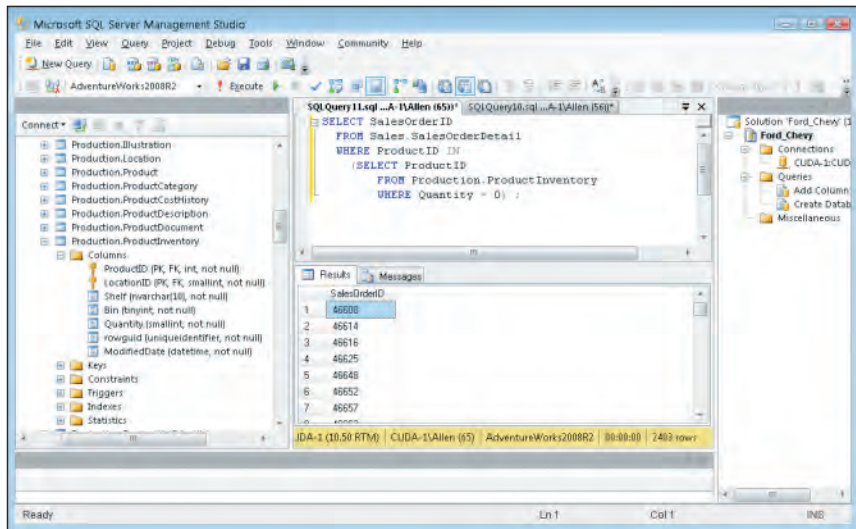 Microsoft SQL Server Management Studio
File Edit View Query Project Debug Tools Window Community Help
New Query
AdventureWorks2008R2 Execute
Connect
Production.Illustration
Production.Location
Production.Product
Production.ProductCategory
Production.ProductCostHistory
Production.ProductDescription
Production.ProductDocument
Production.ProductInventory
Columns
ProductID (PK, FK, int, not null)
LocationID (PK, FK, smallint, not null)
Shelf (nvarchar(10), not null)
Bin (tinyint, not null)
Quantity (smallint, not null)
rowguid (uniqueidentifier, not null)
ModifiedDate (datetime, not null)
Keys
Constraints
Triggers
Indexes
Statistics
SQLQuery11.sql ...A-1\Allen (65))* SQLQuery10.sql ...A-1\Allen (56))*
SELECT SalesOrderID
FROM Sales.SalesOrderDetail
WHERE ProductID IN
(SELECT ProductID
FROM Production.ProductInventory
WHERE Quantity = 0) ;
Results Messages
SalesOrderID
1 46608
2 46614
3 46616
4 46625
5 46648
6 46652
7 46657
JDA-1 (10.50 RTM) CUDA-1\Allen (65) AdventureWorks2008R2 00:00:00 2403 rows
Solution 'Ford_Chevy' (1
Ford_Chevy
Connections
CUDA-1:CUD
Queries
Add Column
Create Datab
Miscellaneous
Ready Ln 1 Col 1 INS